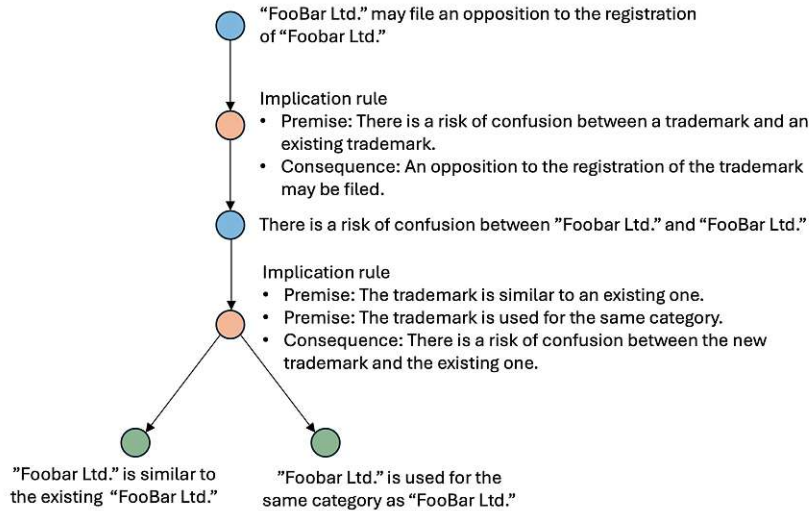 “FooBar Ltd.” may file an opposition to the registration
of “Foobar Ltd.”
Implication rule
• Premise: There is a risk of confusion between a trademark and an
existing trademark.
• Consequence: An opposition to the registration of the trademark
may be filed.
There is a risk of confusion between ”Foobar Ltd.” and “FooBar Ltd.”
Implication rule
• Premise: The trademark is similar to an existing one.
• Premise: The trademark is used for the same category.
• Consequence: There is a risk of confusion between the new
trademark and the existing one.
”Foobar Ltd.” is similar to
the existing “FooBar Ltd.”
”Foobar Ltd.” is used for the
same category as “FooBar Ltd.”